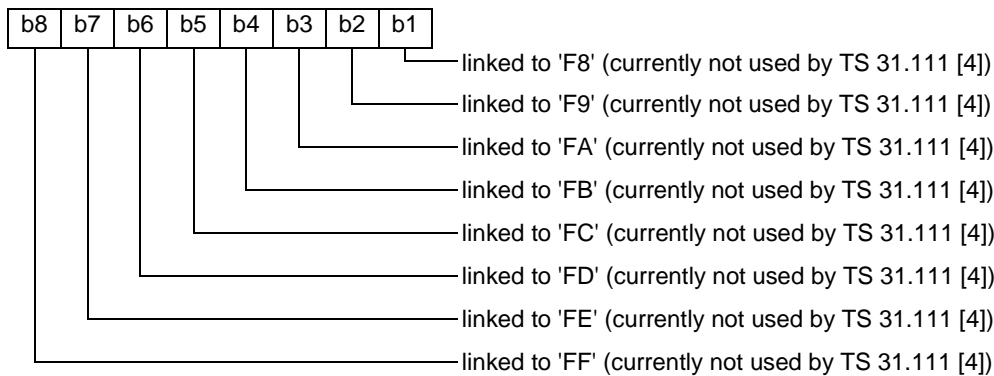 b8 b7 b6 b5 b4 b3 b2 b1
linked to 'F8' (currently not used by TS 31.111 [4])
linked to 'F9' (currently not used by TS 31.111 [4])
linked to 'FA' (currently not used by TS 31.111 [4])
linked to 'FB' (currently not used by TS 31.111 [4])
linked to 'FC' (currently not used by TS 31.111 [4])
linked to 'FD' (currently not used by TS 31.111 [4])
linked to 'FE' (currently not used by TS 31.111 [4])
linked to 'FF' (currently not used by TS 31.111 [4])